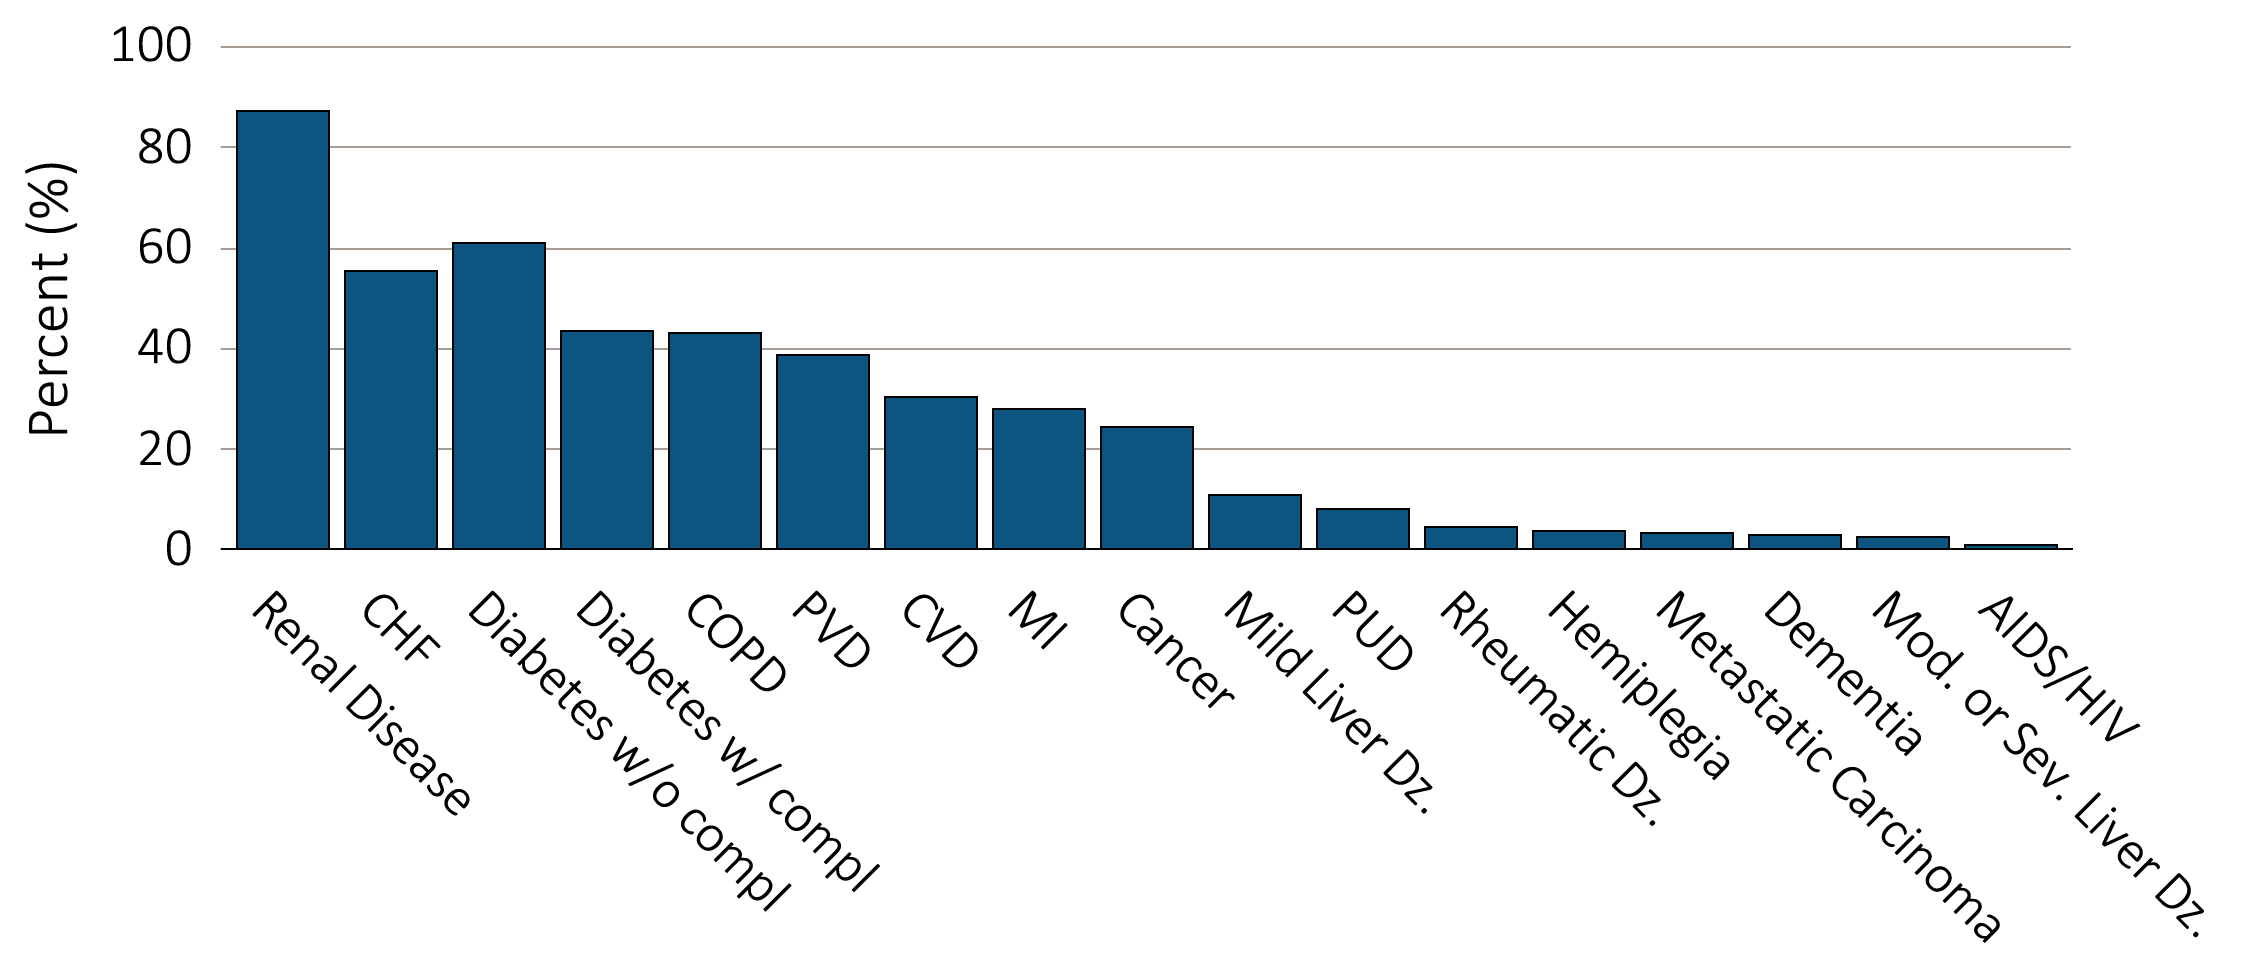 Percent (%)
100
80
60
40
20
0
Renal Disease
CHF
Diabetes w/o compl
Diabetes w/ compl
COPD
PVD
CVD
MI
Cancer
Mild Liver Dz.
PUD
Rheumatic Dz.
Hemiplegia
Metastatic Carcinoma
Dementia
Mod. or Sev. Liver Dz.
AIDS/HIV